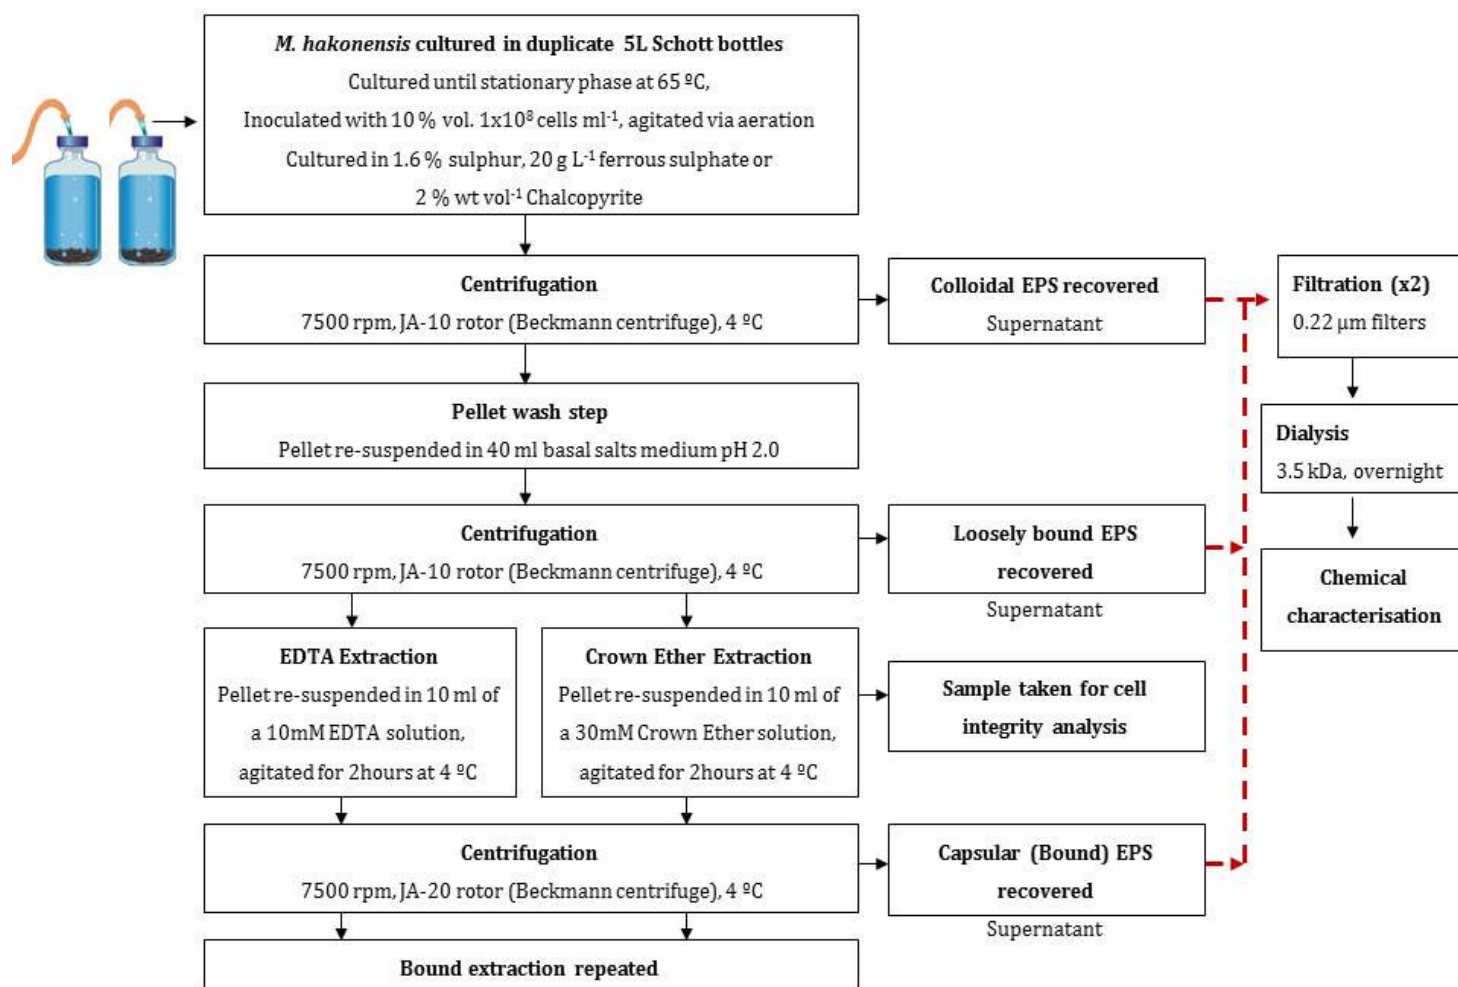 M. hakonensis cultured in duplicate 5L Schott bottles
Cultured until stationary phase at 65 ºC,
Inoculated with 10 % vol. 1x10⁸ cells ml⁻¹, agitated via aeration
Cultured in 1.6 % sulphur, 20 g L⁻¹ ferrous sulphate or
2 % wt vol⁻¹ Chalcopyrite
Centrifugation
7500 rpm, JA-10 rotor (Beckmann centrifuge), 4 ºC
Colloidal EPS recovered
Supernatant
Filtration (x2)
0.22 µm filters
Pellet wash step
Pellet re-suspended in 40 ml basal salts medium pH 2.0
Dialysis
3.5 kDa, overnight
Centrifugation
7500 rpm, JA-10 rotor (Beckmann centrifuge), 4 ºC
Loosely bound EPS
recovered
Supernatant
Chemical
characterisation
EDTA Extraction
Pellet re-suspended in 10 ml of
a 10mM EDTA solution,
agitated for 2hours at 4 ºC
Crown Ether Extraction
Pellet re-suspended in 10 ml of
a 30mM Crown Ether solution,
agitated for 2hours at 4 ºC
Sample taken for cell
integrity analysis
Centrifugation
7500 rpm, JA-20 rotor (Beckmann centrifuge), 4 ºC
Capsular (Bound) EPS
recovered
Supernatant
Bound extraction repeated